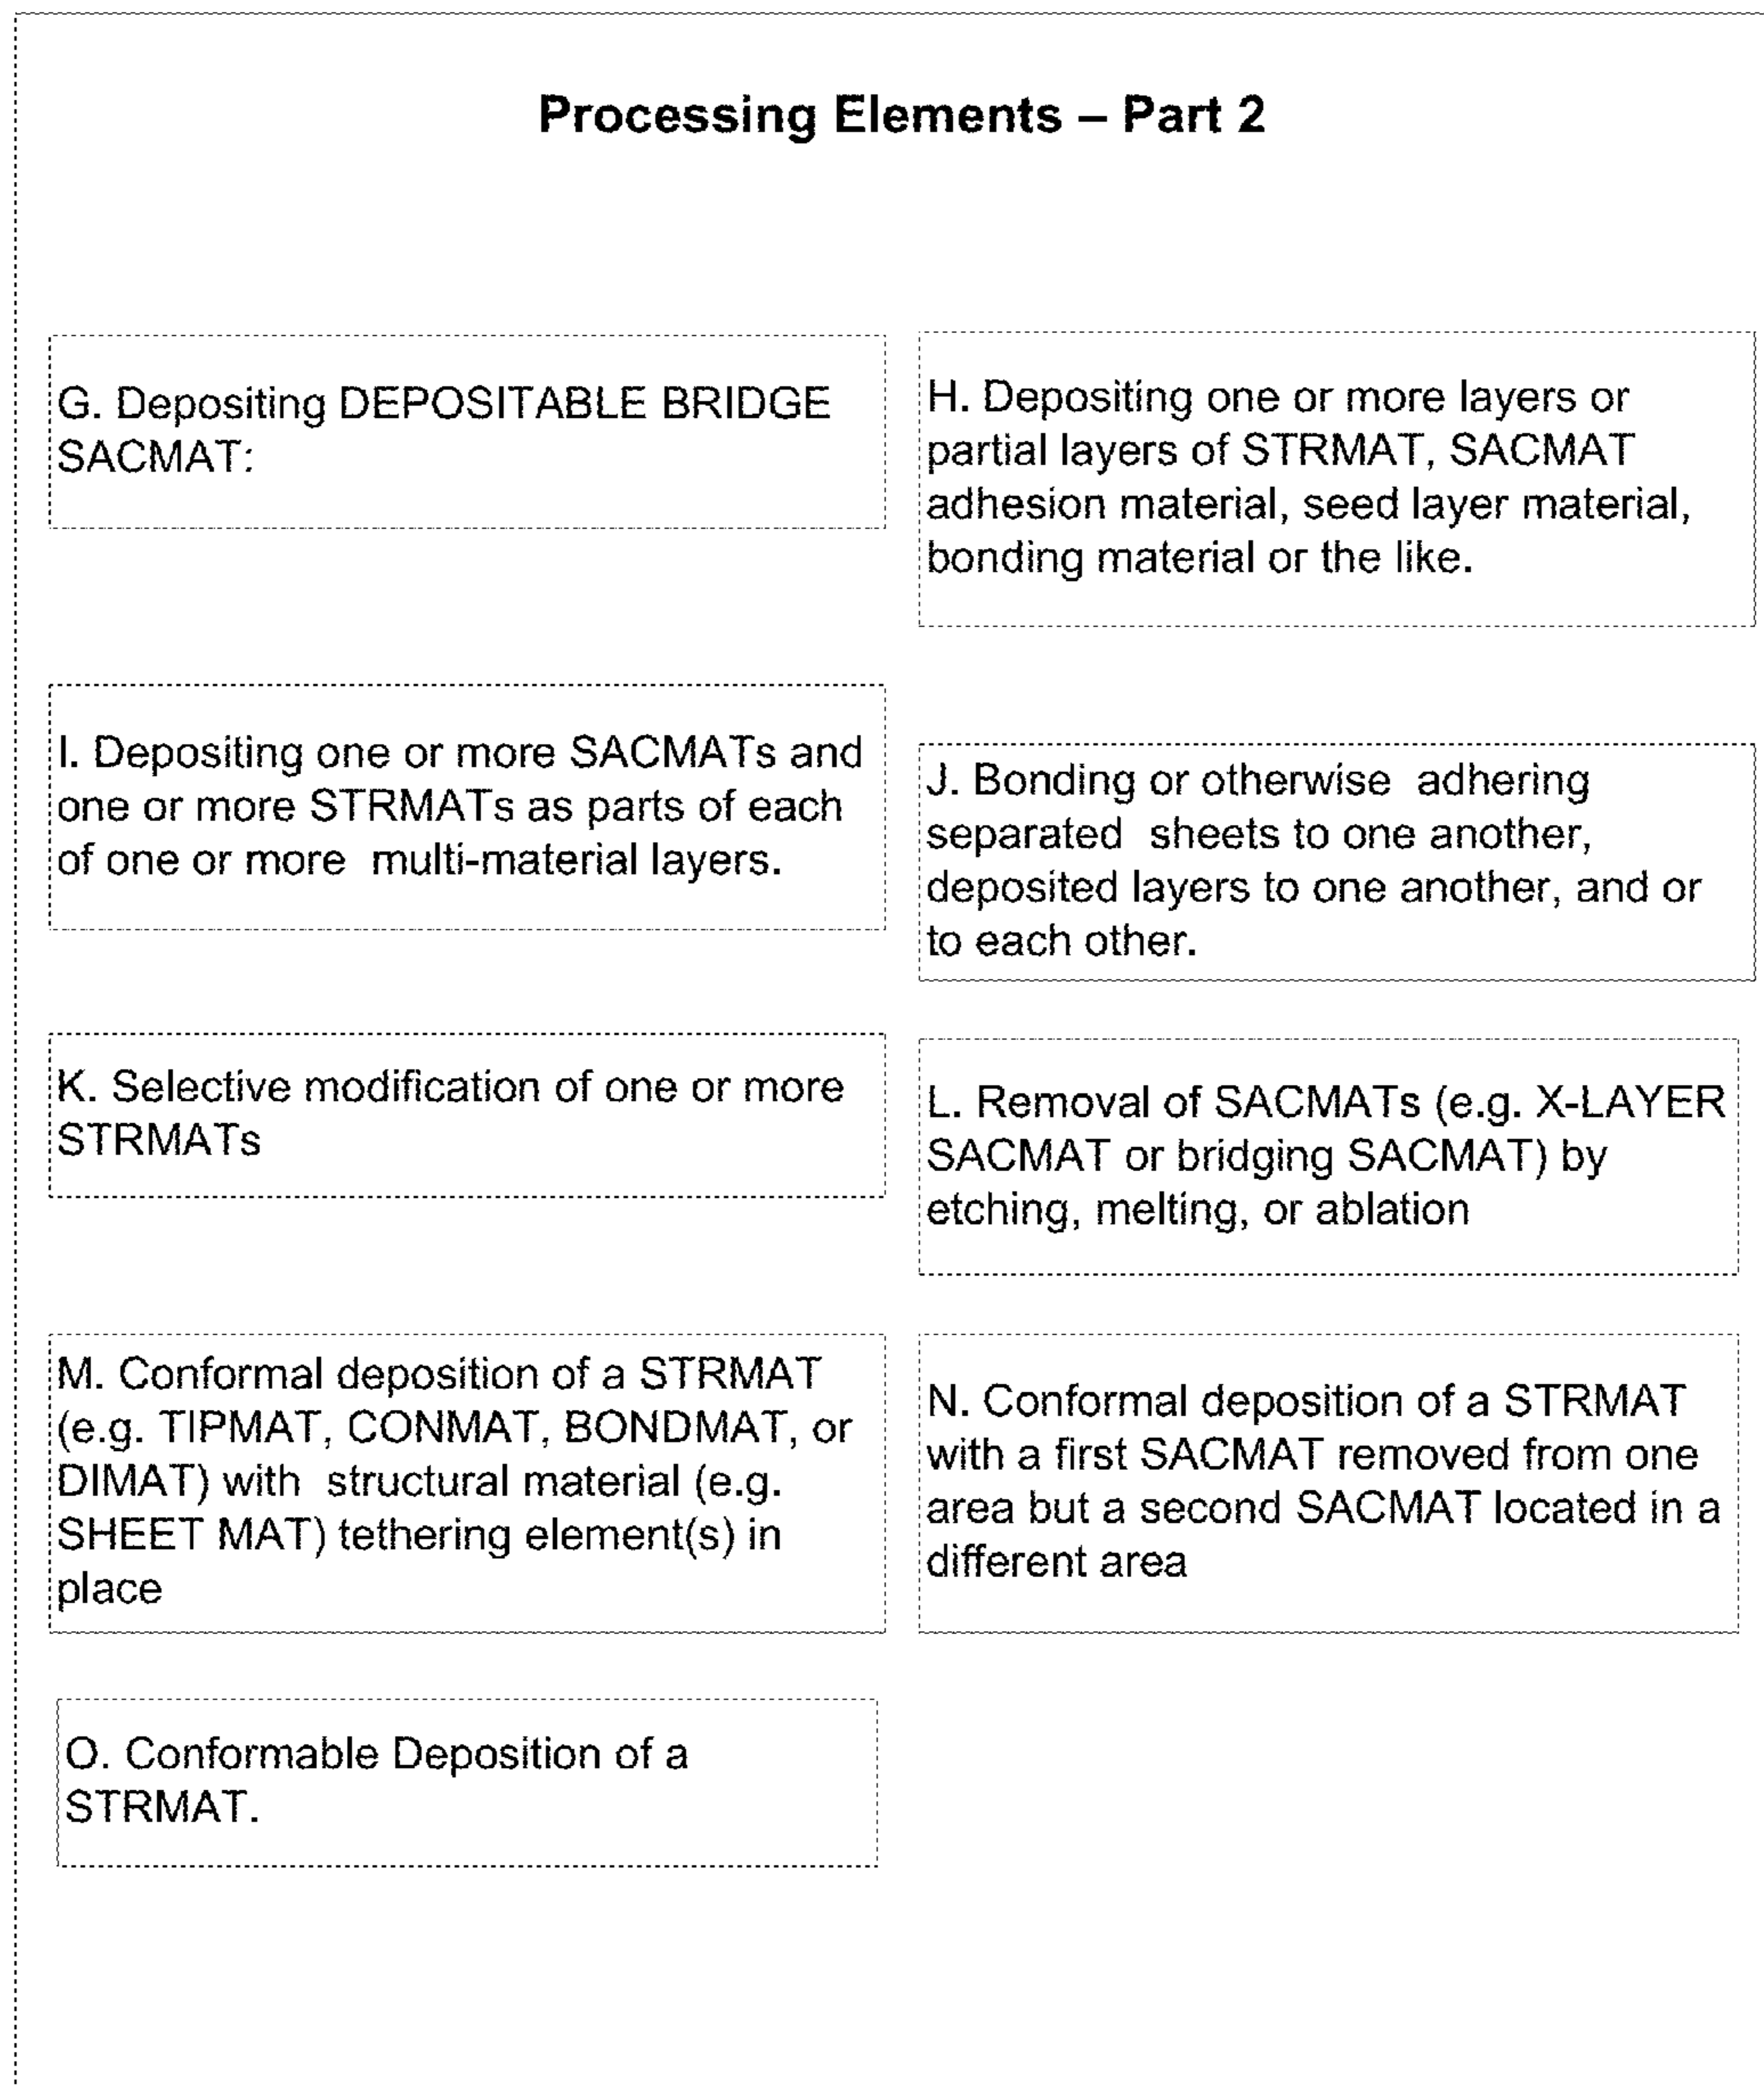 Processing Elements – Part 2
G. Depositing DEPOSITABLE BRIDGE
SACMAT:
H. Depositing one or more layers or
partial layers of STRMAT, SACMAT
adhesion material, seed layer material,
bonding material or the like.
I. Depositing one or more SACMATs and
one or more STRMATs as parts of each
of one or more multi-material layers.
J. Bonding or otherwise adhering
separated sheets to one another,
deposited layers to one another, and or
to each other.
K. Selective modification of one or more
STRMATs
L. Removal of SACMATs (e.g. X-LAYER
SACMAT or bridging SACMAT) by
etching, melting, or ablation
M. Conformal deposition of a STRMAT
(e.g. TIPMAT, CONMAT, BONDMAT, or
DIMAT) with structural material (e.g.
SHEET MAT) tethering element(s) in
place
N. Conformal deposition of a STRMAT
with a first SACMAT removed from one
area but a second SACMAT located in a
different area
O. Conformable Deposition of a
STRMAT.